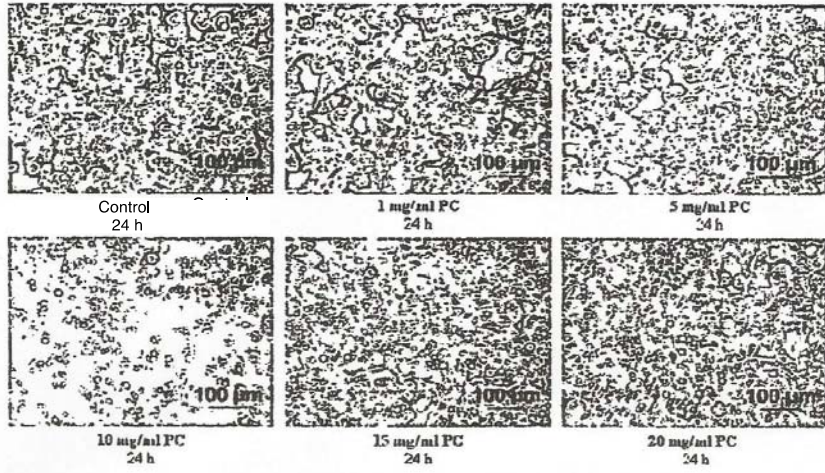 100 µm
100 µm
100 µm
Control
24 h
1 mg/ml PC
24 h
5 mg/ml PC
24 h
100 µm
100 µm
100 µm
10 mg/ml PC
24 h
15 mg/ml PC
24 h
20 mg/ml PC
24 h